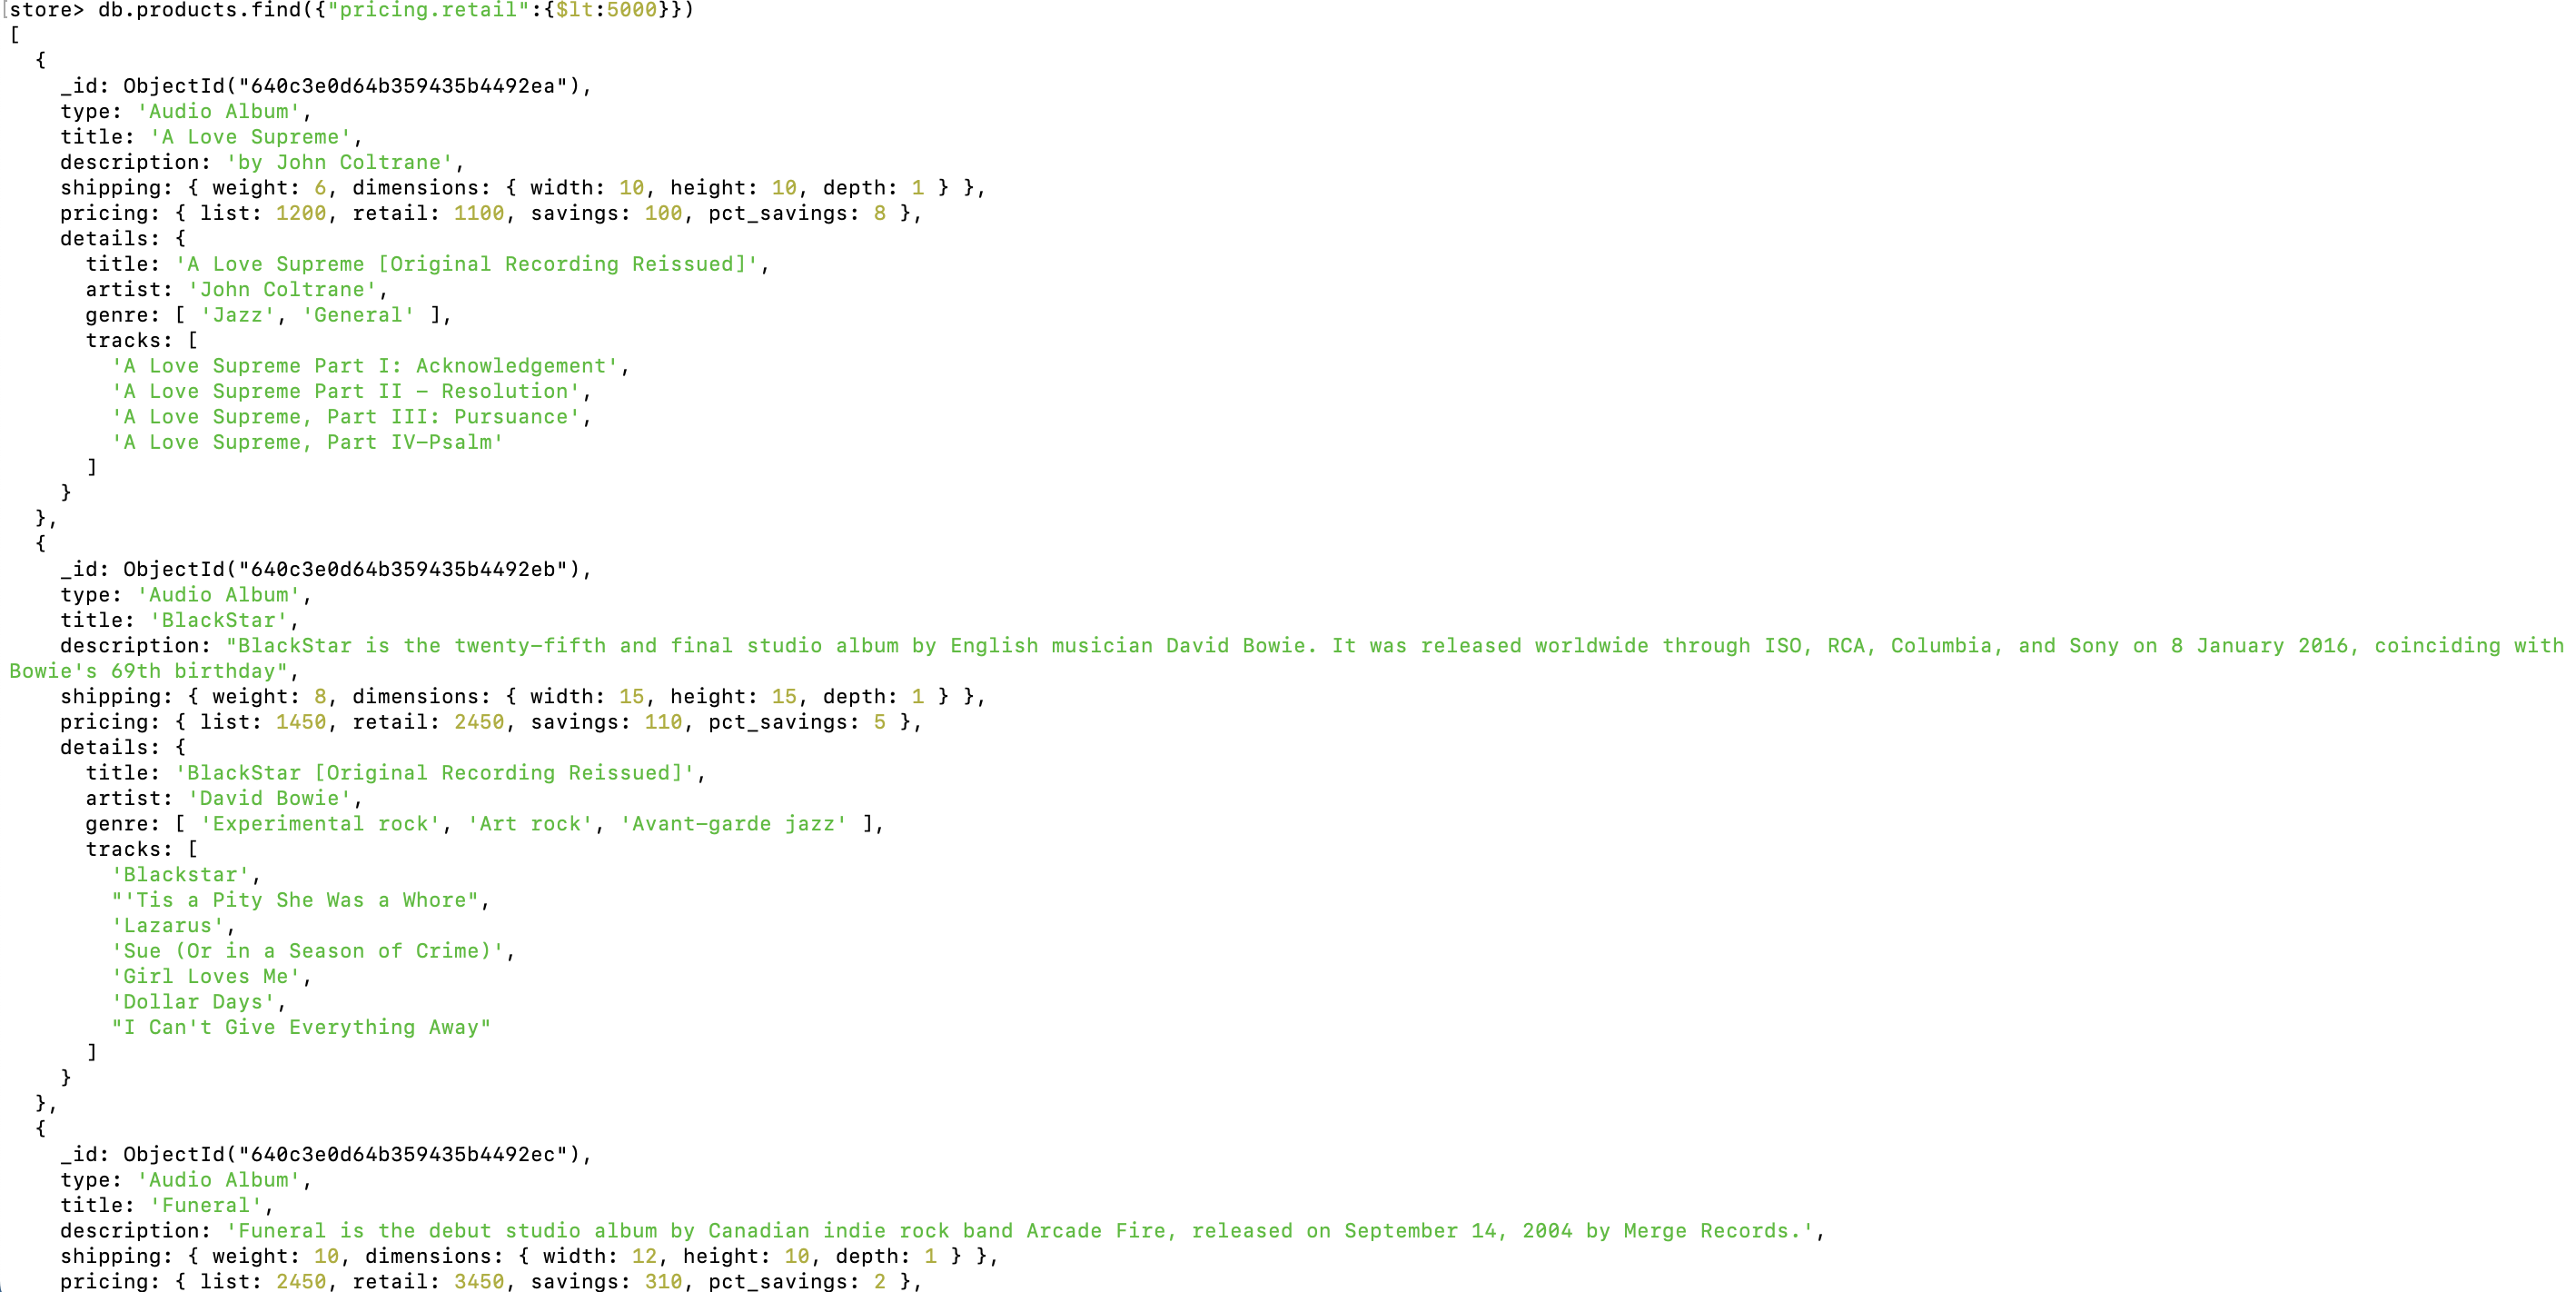 [store> db.products.find({"pricing.retail":{$lt:5000}})
[
  {
    _id: ObjectId("640c3e0d64b359435b4492ea"),
    type: 'Audio Album',
    title: 'A Love Supreme',
    description: 'by John Coltrane',
    shipping: { weight: 6, dimensions: { width: 10, height: 10, depth: 1 } },
    pricing: { list: 1200, retail: 1100, savings: 100, pct_savings: 8 },
    details: {
      title: 'A Love Supreme [Original Recording Reissued]',
      artist: 'John Coltrane',
      genre: [ 'Jazz', 'General' ],
      tracks: [
        'A Love Supreme Part I: Acknowledgement',
        'A Love Supreme Part II - Resolution',
        'A Love Supreme, Part III: Pursuance',
        'A Love Supreme, Part IV-Psalm'
      ]
    }
  },
  {
    _id: ObjectId("640c3e0d64b359435b4492eb"),
    type: 'Audio Album',
    title: 'BlackStar',
    description: "BlackStar is the twenty-fifth and final studio album by English musician David Bowie. It was released worldwide through ISO, RCA, Columbia, and Sony on 8 January 2016, coinciding with
Bowie's 69th birthday",
    shipping: { weight: 8, dimensions: { width: 15, height: 15, depth: 1 } },
    pricing: { list: 1450, retail: 2450, savings: 110, pct_savings: 5 },
    details: {
      title: 'BlackStar [Original Recording Reissued]',
      artist: 'David Bowie',
      genre: [ 'Experimental rock', 'Art rock', 'Avant-garde jazz' ],
      tracks: [
        'Blackstar',
        "'Tis a Pity She Was a Whore",
        'Lazarus',
        'Sue (Or in a Season of Crime)',
        'Girl Loves Me',
        'Dollar Days',
        "I Can't Give Everything Away"
      ]
    }
  },
  {
    _id: ObjectId("640c3e0d64b359435b4492ec"),
    type: 'Audio Album',
    title: 'Funeral',
    description: 'Funeral is the debut studio album by Canadian indie rock band Arcade Fire, released on September 14, 2004 by Merge Records.',
    shipping: { weight: 10, dimensions: { width: 12, height: 10, depth: 1 } },
    pricing: { list: 2450, retail: 3450, savings: 310, pct_savings: 2 },